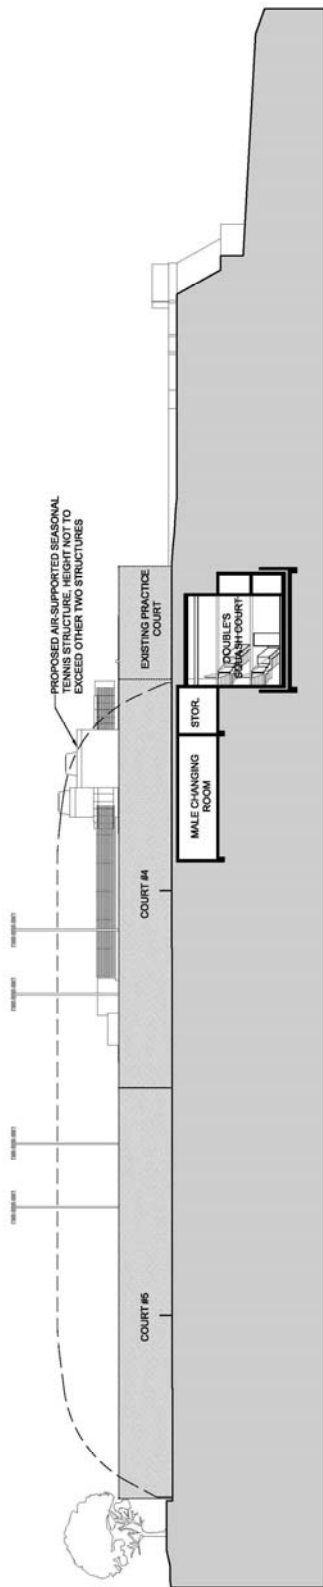 PROPOSED AIR-SUPPORTED SEASONAL
TENNIS STRUCTURE, HEIGHT NOT TO
EXCEED OTHER TWO STRUCTURES
EXISTING PRACTICE
COURT
COURT #4
COURT #5
DOUBLE'S
SQUASH COURT
STOR.
MALE CHANGING
ROOM